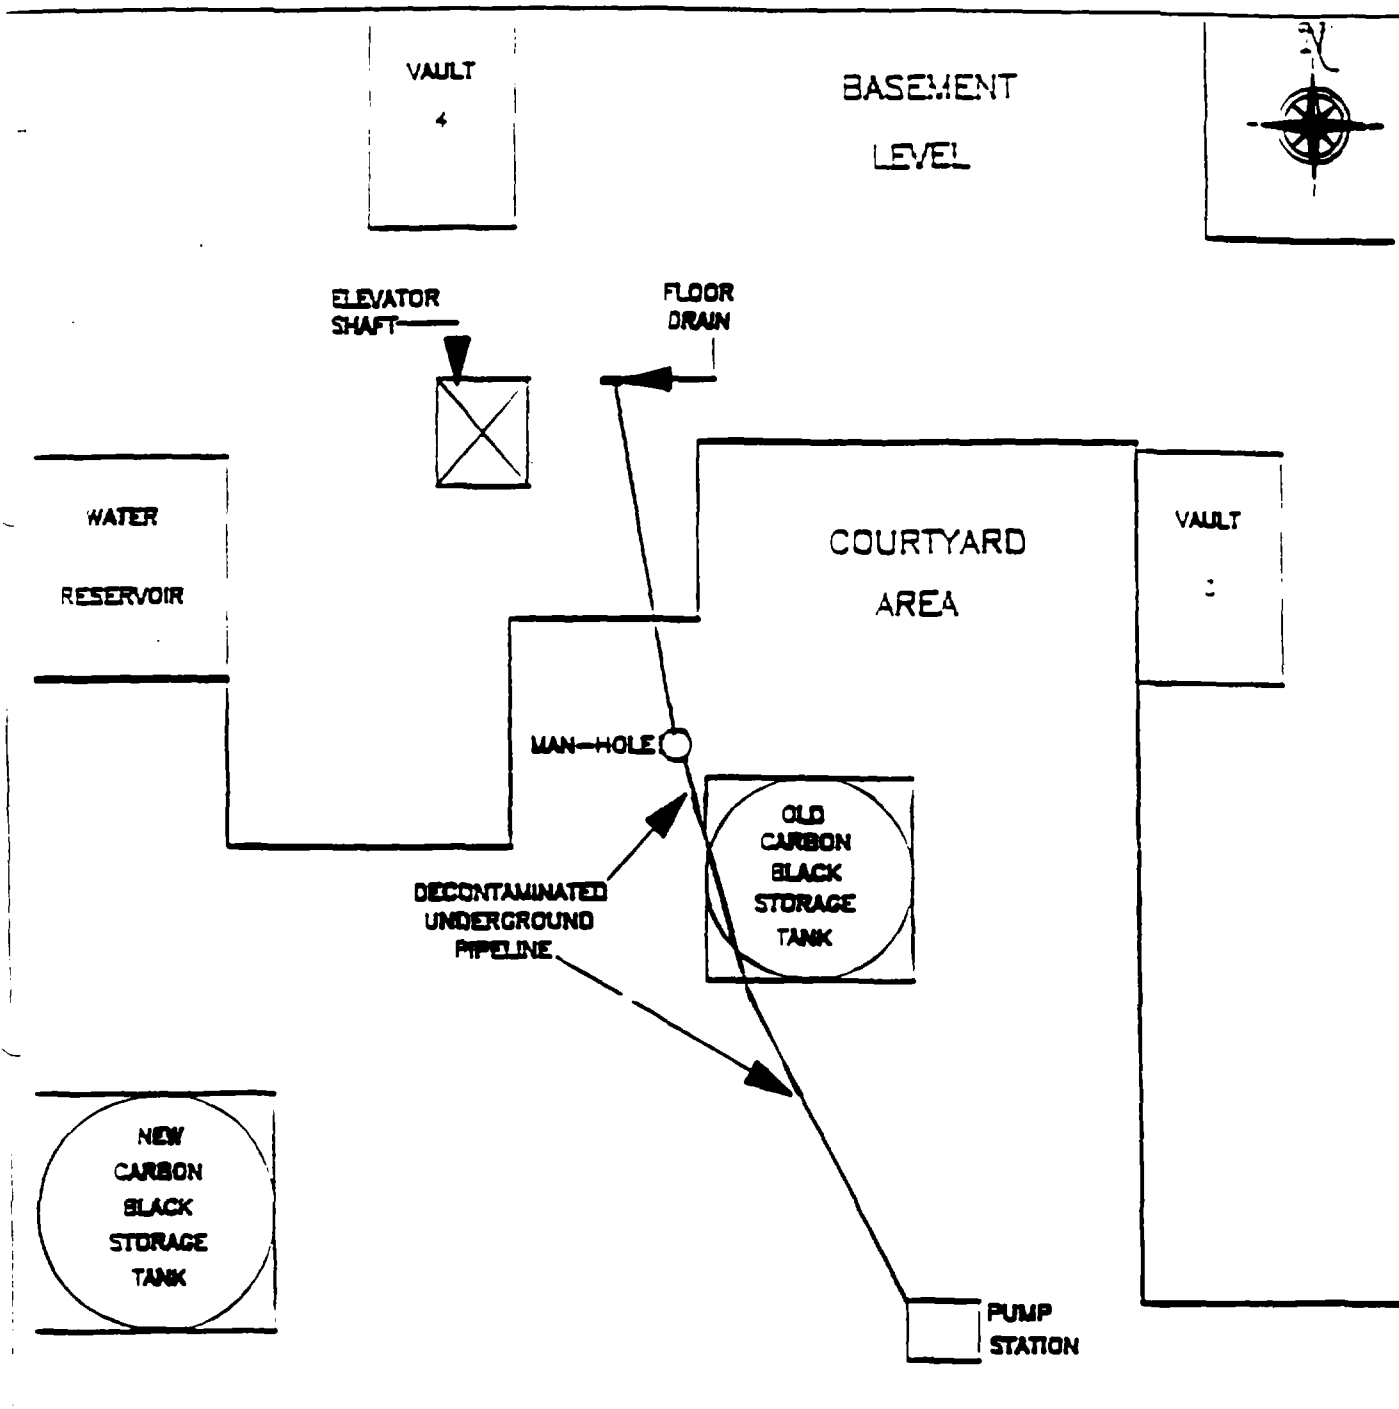 VAULT
4
BASEMENT
LEVEL
ELEVATOR
SHAFT
FLOOR
DRAIN
WATER
RESERVOIR
COURTYARD
AREA
VAULT
MAN-HOLE
OLD
CARBON
BLACK
STORAGE
TANK
DECONTAMINATED
UNDERGROUND
PIPELINE
NEW
CARBON
BLACK
STORAGE
TANK
PUMP
STATION